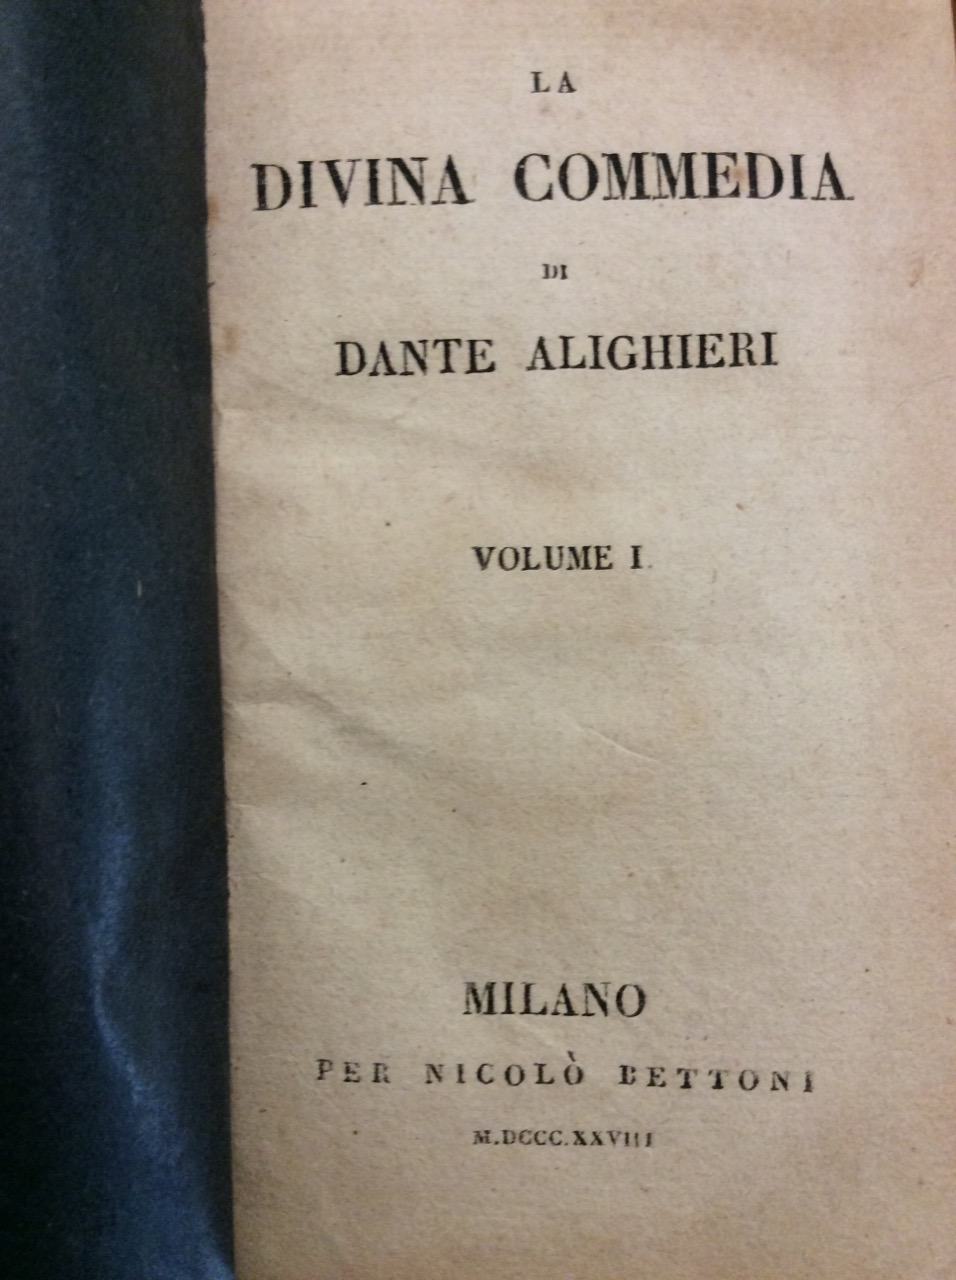 LA
DIVINA COMMEDIA
DI
DANTE ALIGHIERI
VOLUME I.
MILANO
PER NICOLÒ BETTONI
M.DCCC.XXVIII